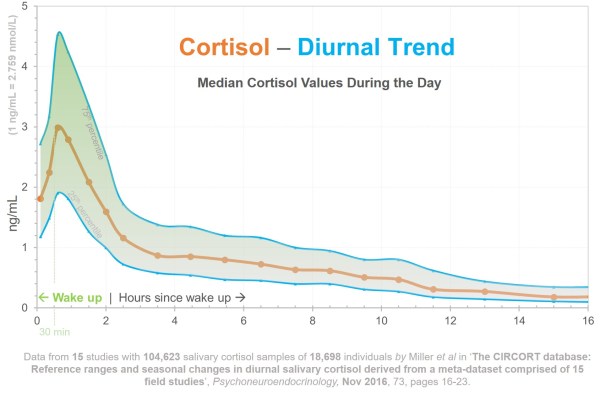 Cortisol – Diurnal Trend
Median Cortisol Values During the Day
(1 ng/mL = 2.759 nmol/L)
ng/mL
5
4
3
2
1
0
75th percentile
25th percentile
← Wake up | Hours since wake up →
0 2 4 6 8 10 12 14 16
30 min
Data from 15 studies with 104,623 salivary cortisol samples of 18,698 individuals by Miller et al in ‘The CIRCORT database:
Reference ranges and seasonal changes in diurnal salivary cortisol derived from a meta-dataset comprised of 15
field studies’, Psychoneuroendocrinology, Nov 2016, 73, pages 16-23.